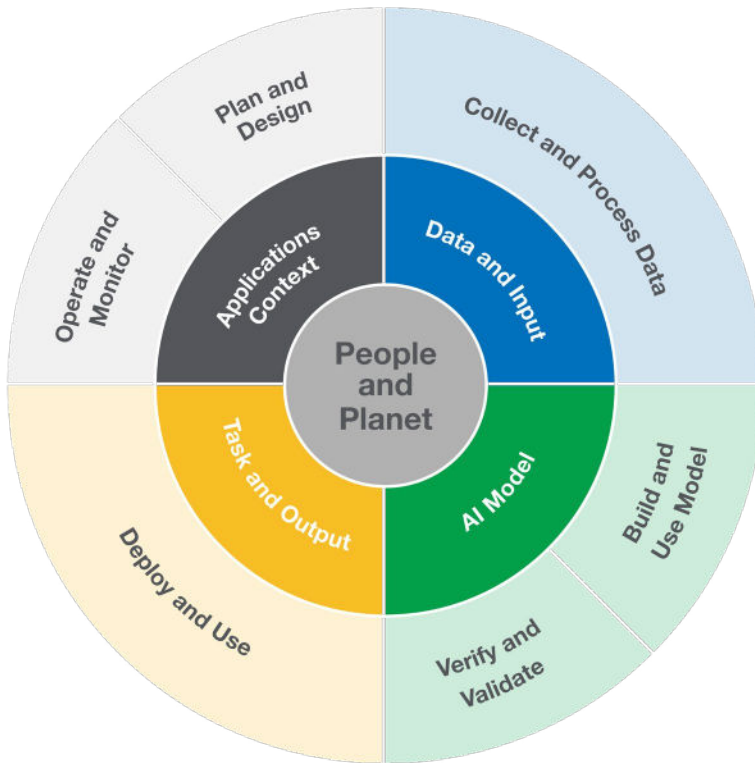 Plan and
Design
Collect and Process Data
Operate and
Monitor
Applications
Context
Data and Input
People
and
Planet
Task and Output
AI Model
Build and
Use Model
Deploy and Use
Verify and
Validate